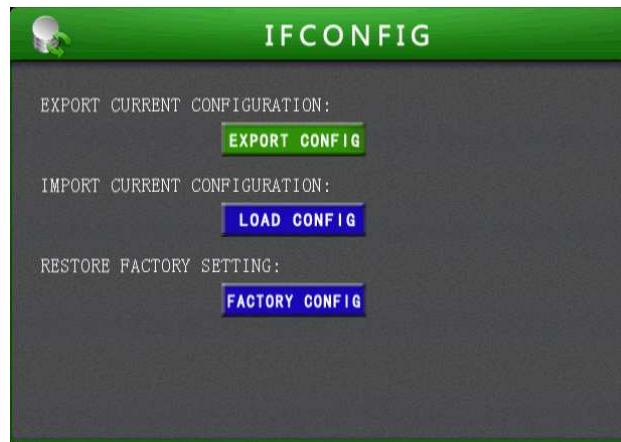 IFCONFIG
EXPORT CURRENT CONFIGURATION:
EXPORT CONFIG
IMPORT CURRENT CONFIGURATION:
LOAD CONFIG
RESTORE FACTORY SETTING:
FACTORY CONFIG